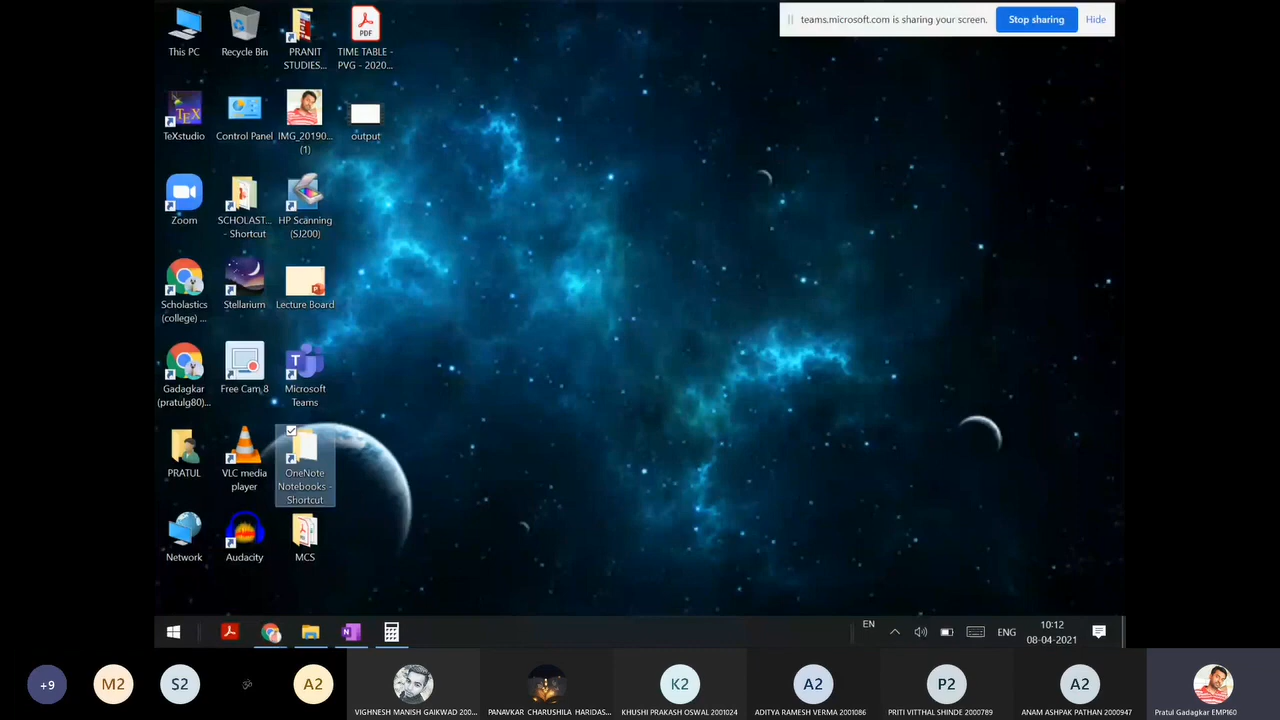 teams.microsoft.com is sharing your screen.
Stop sharing
Hide
This PC
Recycle Bin
PRANIT
STUDIES...
PDF
TIME TABLE -
PVG - 2020...
TeXstudio
Control Panel
IMG_20190...
(1)
output
Zoom
SCHOLAST...
- Shortcut
HP Scanning
(SJ200)
Scholastics
(college) ...
Stellarium
Lecture Board
Gadagkar
(pratulg80)...
Free Cam 8
Microsoft
Teams
PRATUL
VLC media
player
OneNote
Notebooks -
Shortcut
Network
Audacity
MCS
EN
ENG
10:12
08-04-2021
+9
M2
S2
A2
VIGHNESH MANISH GAIKWAD 200...
PANAVKAR CHARUSHILA HARIDAS...
K2
KHUSHI PRAKASH OSWAL 2001024
A2
ADITYA RAMESH VERMA 2001086
P2
PRITI VITTHAL SHINDE 2000789
A2
ANAM ASHPAK PATHAN 2000947
Pratul Gadagkar EMP160